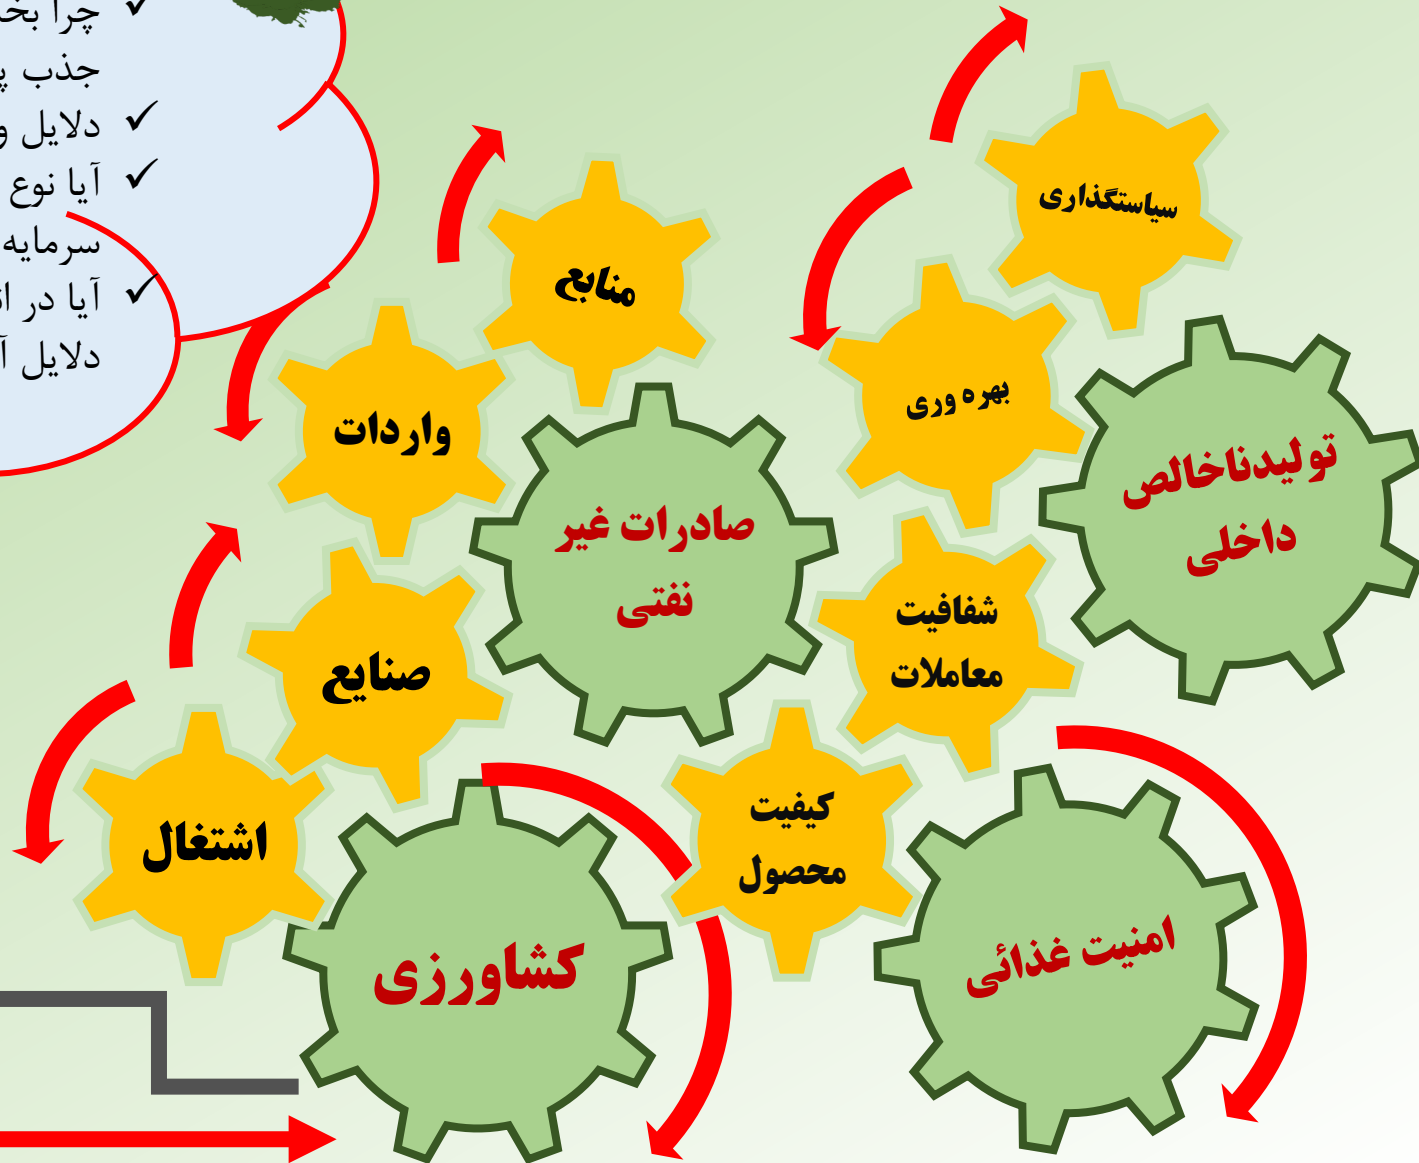 چرا
جذب
دلایل و
آیا نوع
سرمایه
آیا در
دلایل
سیاستگذاری
منابع
بهره وری
واردات
تولیدناخالص
داخلی
صادرات غیر
نفتی
شفافیت
معاملات
صنایع
کیفیت
محصول
اشتغال
امنیت غذائی
کشاورزی